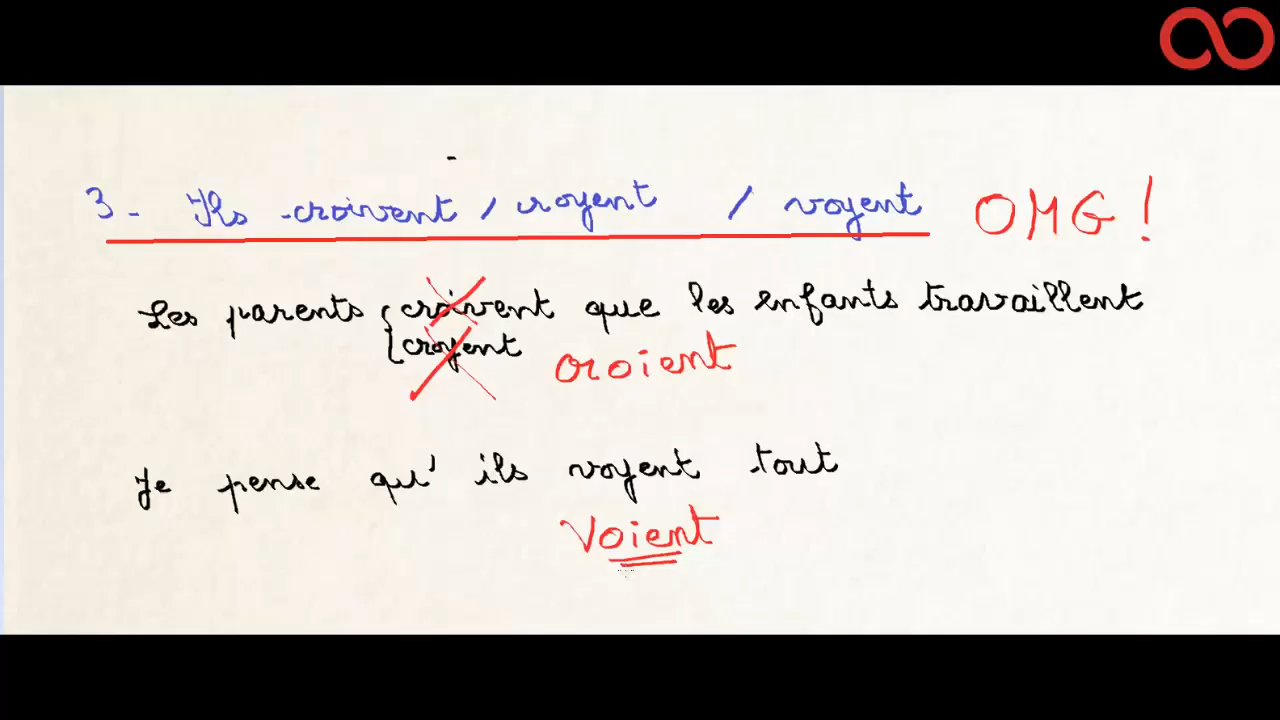 3 - Ils croivent / croyent / voyent OMG !
Les parents { croivent que les enfants travaillent
croyent croient
Je pense qu' ils voyent tout
voient